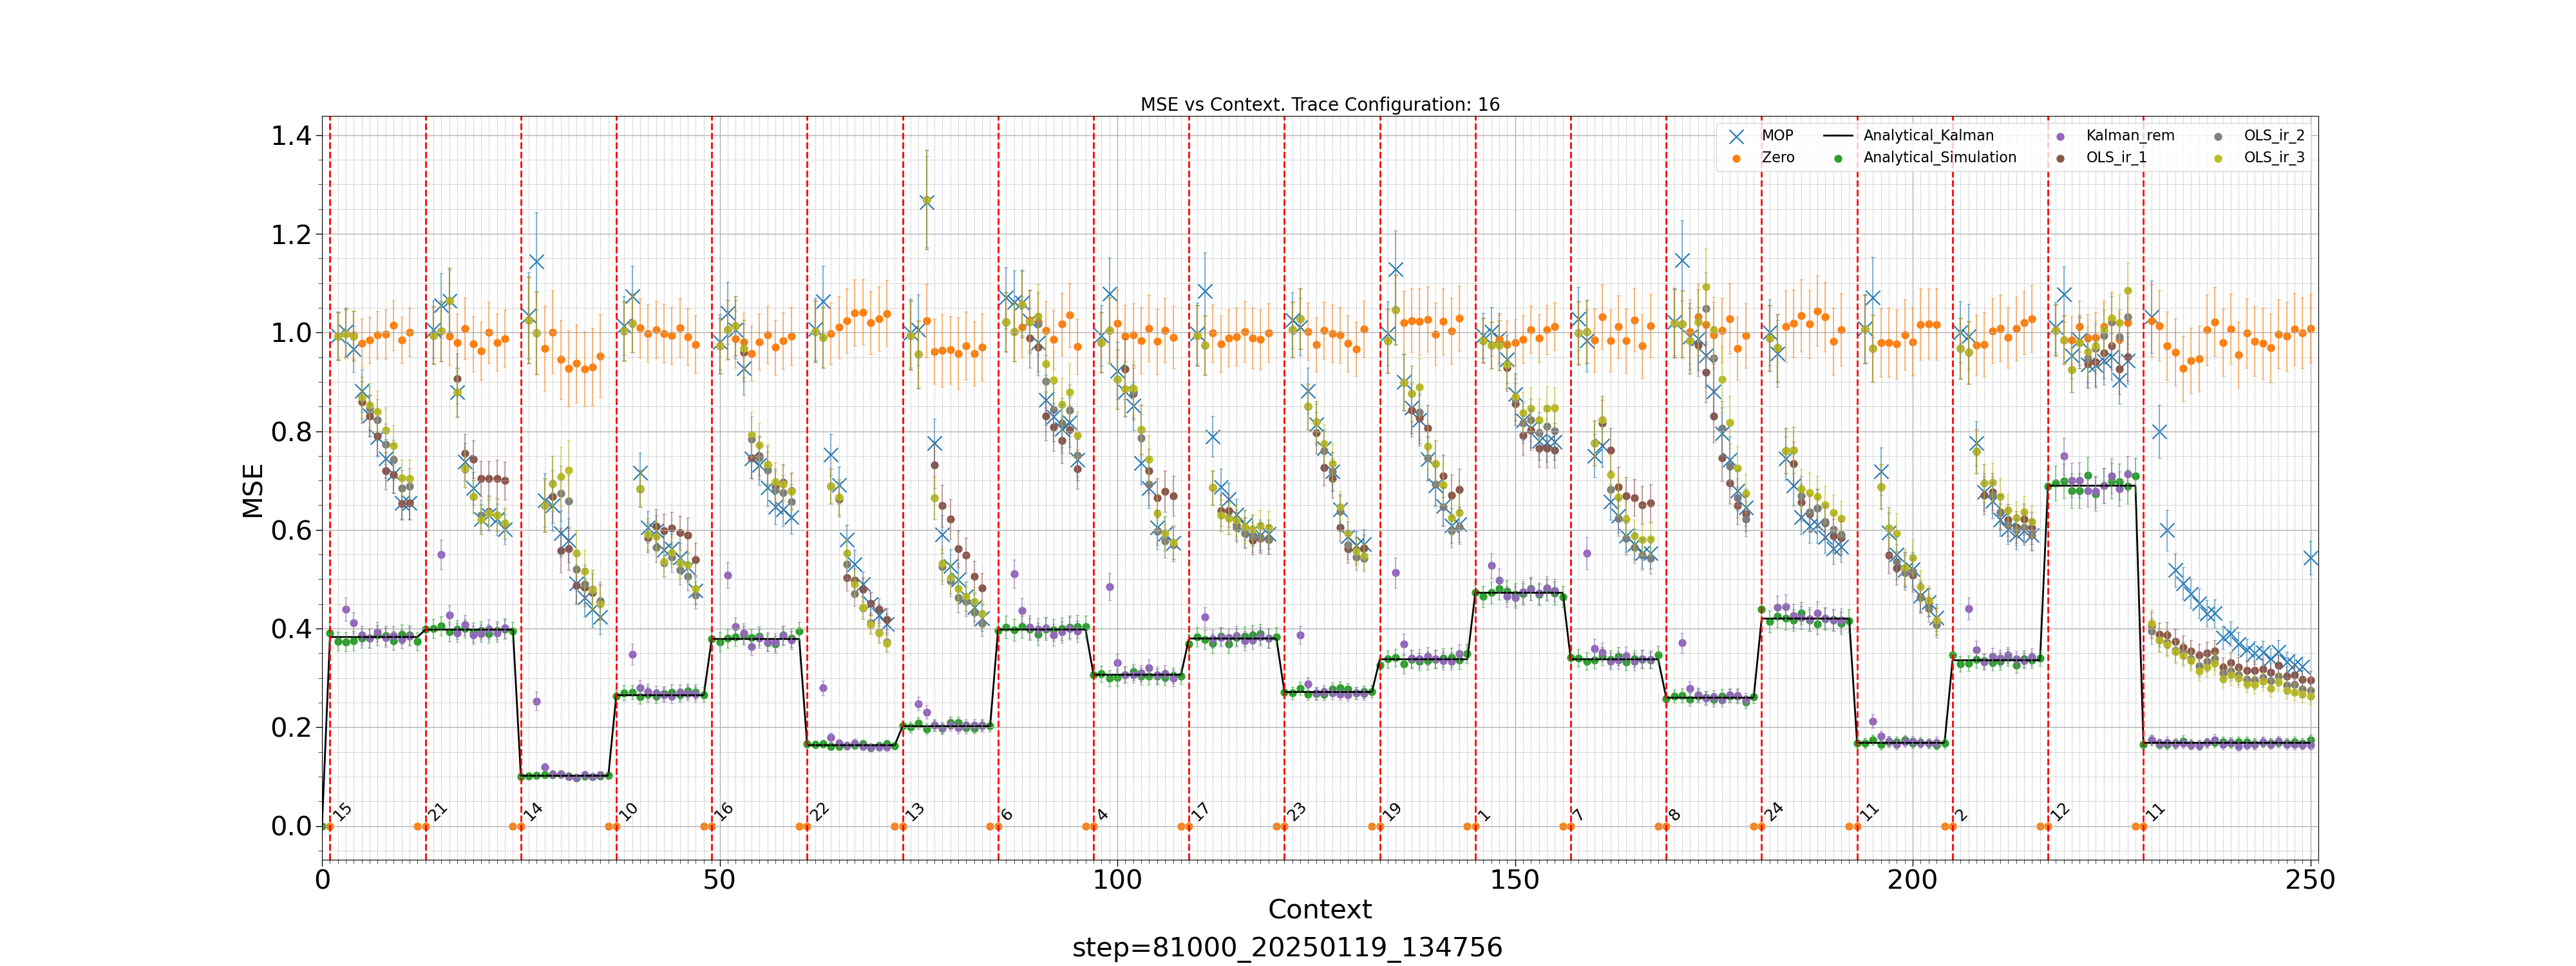 MSE vs Context. Trace Configuration: 16
MOP
Zero
Analytical_Kalman
Analytical_Simulation
Kalman_rem
OLS_ir_1
OLS_ir_2
OLS_ir_3
MSE
1.4
1.2
1.0
0.8
0.6
0.4
0.2
0.0
15 21 14 10 16 22 13 6 4 17 23 19 1 7 8 24 11 2 12 11
0 50 100 150 200 250
Context
step=81000_20250119_134756